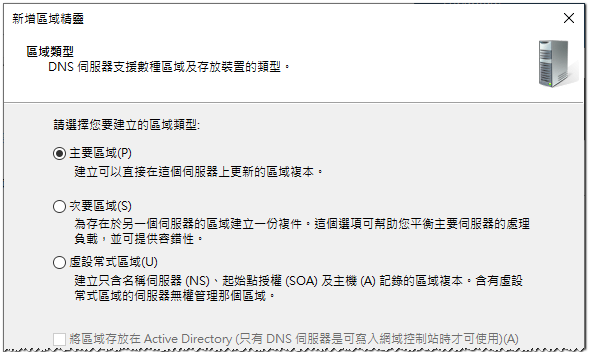 新增區域精靈
區域類型
DNS 伺服器支援數種區域及存放裝置的類型。
請選擇您要建立的區域類型:
主要區域(P)
建立可以直接在這個伺服器上更新的區域複本。
次要區域(S)
為存在於另一個伺服器的區域建立一份複件。這個選項可幫助您平衡主要伺服器的處理
負載，並可提供容錯性。
虛設常式區域(U)
建立只含名稱伺服器 (NS)、起始點授權 (SOA) 及主機 (A) 記錄的區域複本。含有虛設
常式區域的伺服器無權管理那個區域。
將區域存放在 Active Directory (只有 DNS 伺服器是可寫入網域控制站時才可使用)(A)